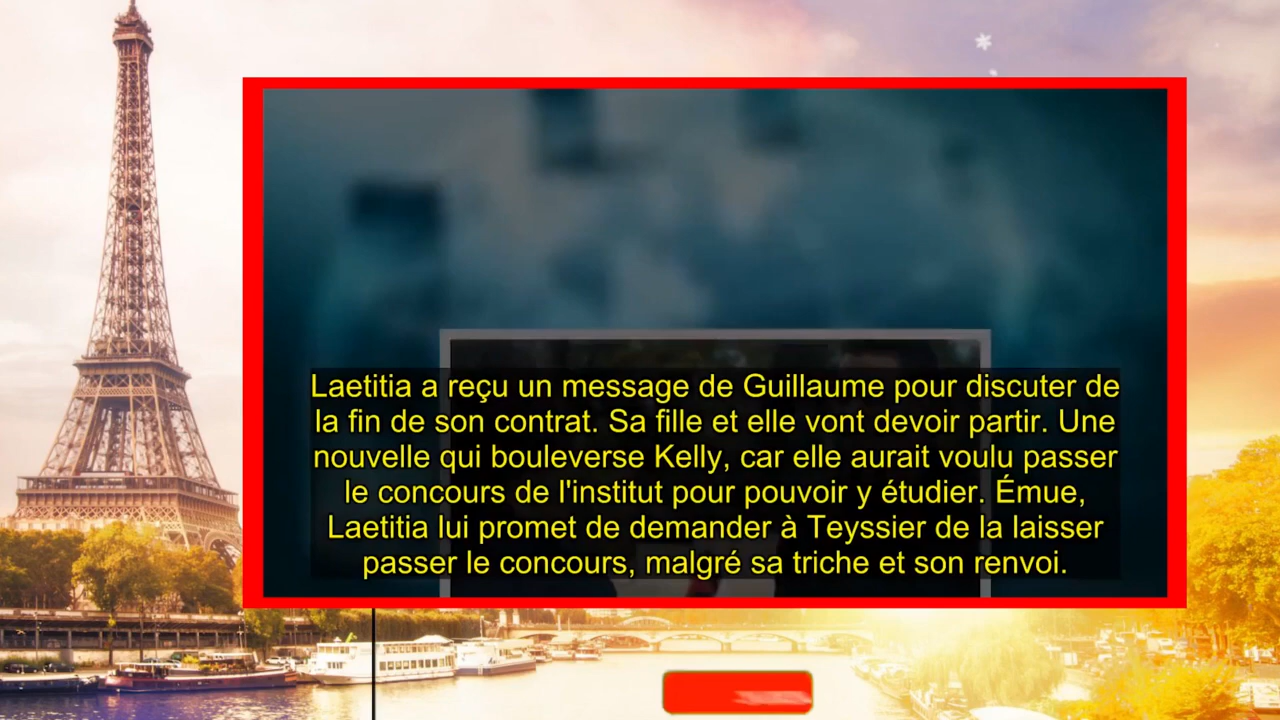 Laetitia a reçu un message de Guillaume pour discuter de
la fin de son contrat. Sa fille et elle vont devoir partir. Une
nouvelle qui bouleverse Kelly, car elle aurait voulu passer
le concours de l'institut pour pouvoir y étudier. Émue,
Laetitia lui promet de demander à Teyssier de la laisser
passer le concours, malgré sa triche et son renvoi.